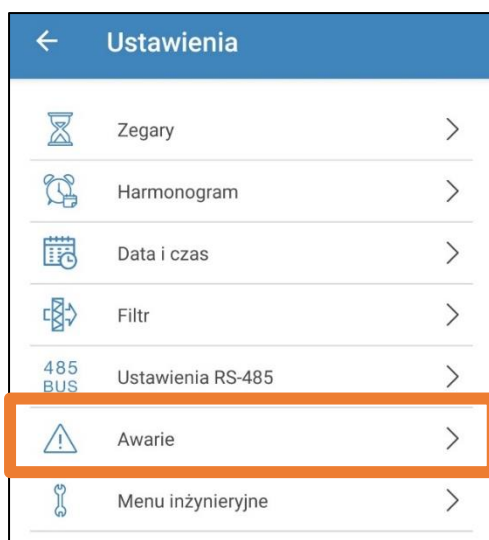 Ustawienia
Zegary
Harmonogram
Data i czas
Filtr
485
BUS
Ustawienia RS-485
Awarie
Menu inżynieryjne